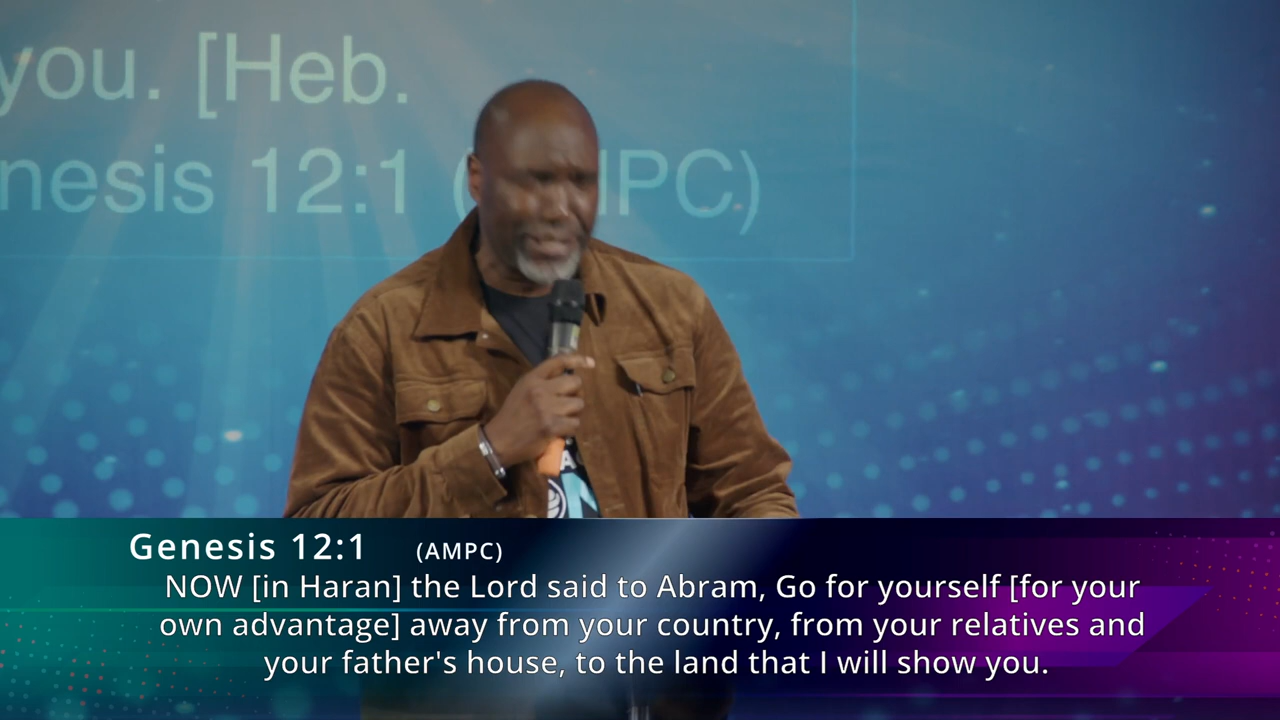 you. [Heb.
nesis 12:1 (   PC)
Genesis 12:1 (AMPC)
NOW [in Haran] the Lord said to Abram, Go for yourself [for your
own advantage] away from your country, from your relatives and
your father's house, to the land that I will show you.